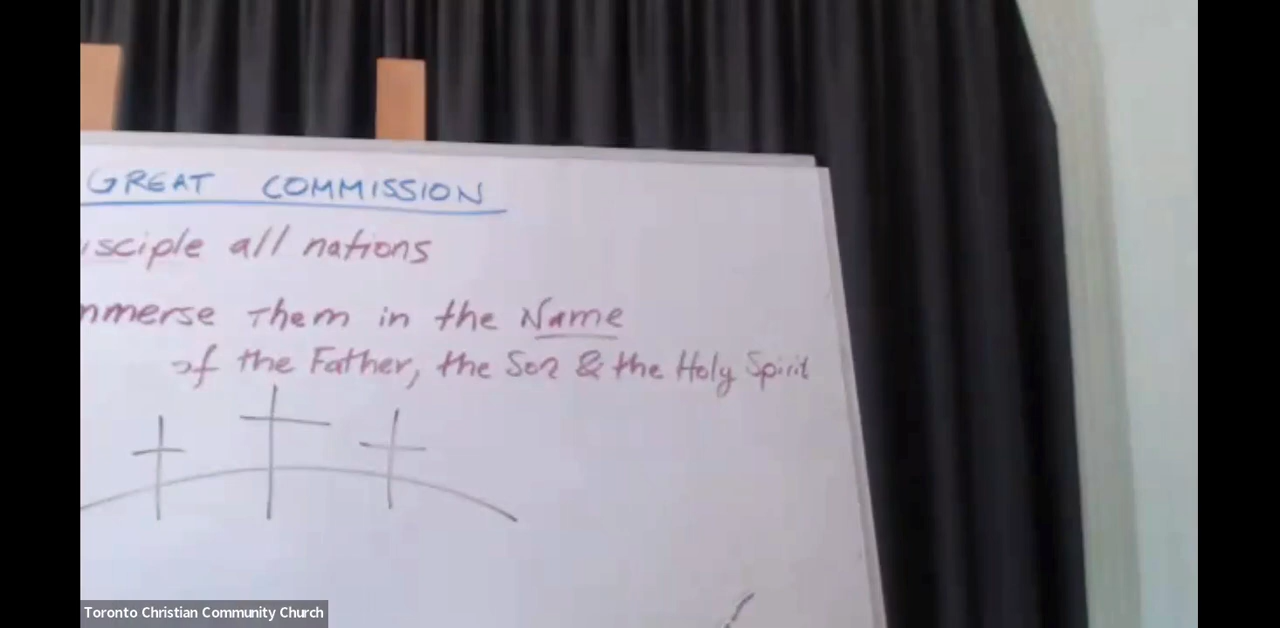 GREAT COMMISSION
isciple all nations
mmerse Them in the Name
of the Father, the Son & the Holy Spirit
Toronto Christian Community Church